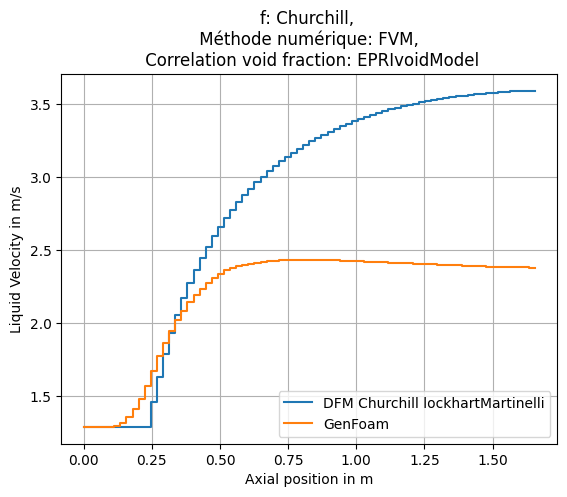 f: Churchill,
Méthode numérique: FVM,
Correlation void fraction: EPRIvoidModel
Liquid Velocity in m/s
3.5
3.0
2.5
2.0
1.5
DFM Churchill lockhartMartinelli
GenFoam
0.00 0.25 0.50 0.75 1.00 1.25 1.50
Axial position in m